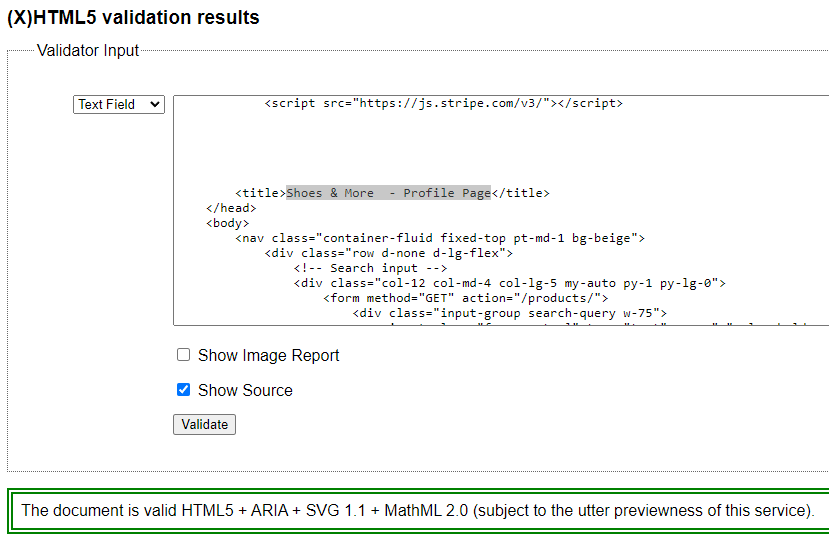 (X)HTML5 validation results
Validator Input
Text Field
<script src="https://js.stripe.com/v3/"></script>
<title>Shoes & More  - Profile Page</title>
</head>
<body>
<nav class="container-fluid fixed-top pt-md-1 bg-beige">
<div class="row d-none d-lg-flex">
<!-- Search input -->
<div class="col-12 col-md-4 col-lg-5 my-auto py-1 py-lg-0">
<form method="GET" action="/products/">
<div class="input-group search-query w-75">
Show Image Report
Show Source
Validate
The document is valid HTML5 + ARIA + SVG 1.1 + MathML 2.0 (subject to the utter previewness of this service).